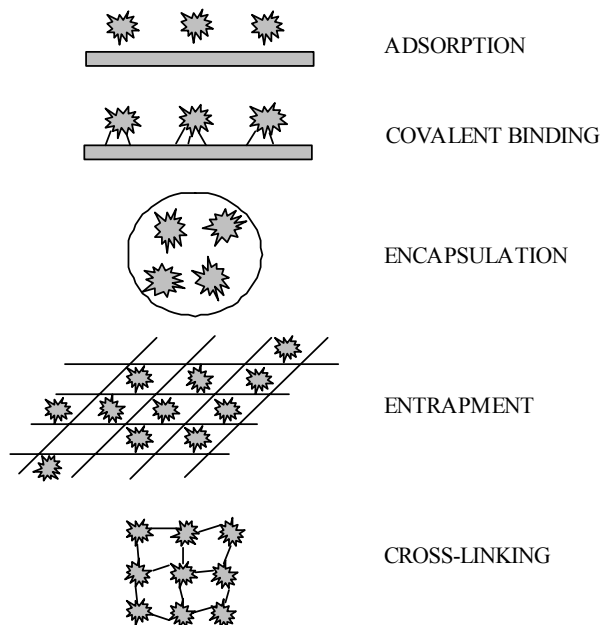 ADSORPTION
COVALENT BINDING
ENCAPSULATION
ENTRAPMENT
CROSS-LINKING